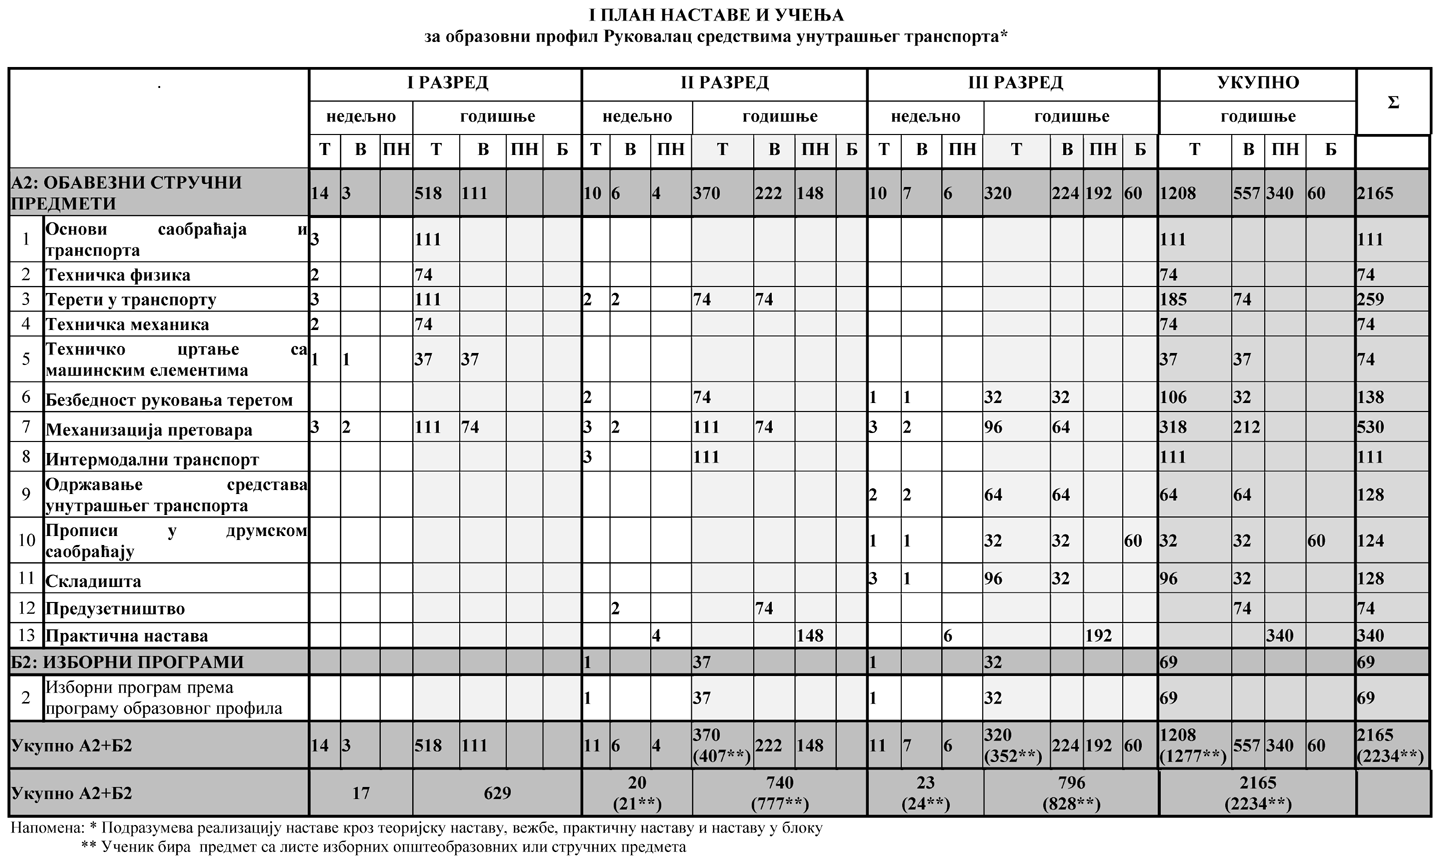 I ПЛАН НАСТАВЕ И УЧЕЊА
за образовни профил Руковалац средствима унутрашњег транспорта*
. I РАЗРЕД II РАЗРЕД III РАЗРЕД УКУПНО Σ
недељно годишње недељно годишње недељно годишње годишње
Т В ПН Т В ПН Б Т В ПН Т В ПН Б Т В ПН Т В ПН Б Т В ПН Б
А2: ОБАВЕЗНИ СТРУЧНИ
ПРЕДМЕТИ 14 3 518 111 10 6 4 370 222 148 10 7 6 320 224 192 60 1208 557 340 60 2165
1 Основи саобраћаја и
транспорта 3 111 111 111
2 Техничка физика 2 74 74 74
3 Терети у транспорту 3 111 2 2 74 74 185 74 259
4 Техничка механика 2 74 74 74
5 Техничко цртање са
машинским елементима 1 1 37 37 37 37 74
6 Безбедност руковања теретом 2 74 1 1 32 32 106 32 138
7 Механизација претовара 3 2 111 74 3 2 111 74 3 2 96 64 318 212 530
8 Интермодални транспорт 3 111 111 111
9 Одржавање средстава
унутрашњег транспорта 2 2 64 64 64 64 128
10 Прописи у друмском
саобраћају 1 1 32 32 60 32 32 60 124
11 Складишта 3 1 96 32 96 32 128
12 Предузетништво 2 74 74 74
13 Практична настава 4 148 6 192 340 340
Б2: ИЗБОРНИ ПРОГРАМИ 1 37 1 32 69 69
2 Изборни програм према
програму образовног профила 1 37 1 32 69 69
Укупно А2+Б2 14 3 518 111 11 6 4 370 222 148 11 7 6 320 224 192 60 1208 557 340 60 2165
(407**) (352**) (1277**) (2234**)
Укупно А2+Б2 17 629 20 740 23 796 2165
(21**) (777**) (24**) (828**) (2234**)
Напомена: * Подразумева реализацију наставе кроз теоријску наставу, вежбе, практичну наставу и наставу у блоку
** Ученик бира предмет са листе изборних општеобразовних или стручних предмета